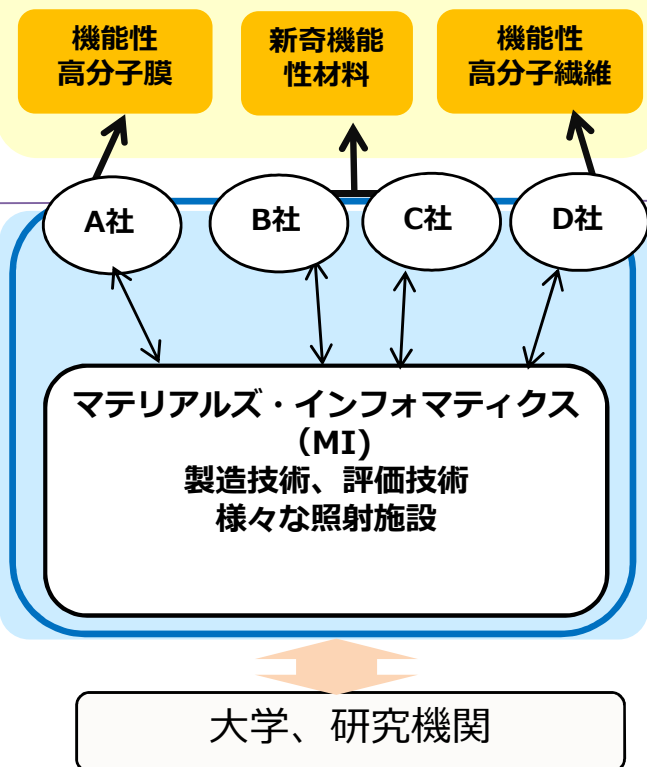 機能性
高分子膜
新奇機能
性材料
機能性
高分子繊維
A社
B社
C社
D社
マテリアルズ・インフォマティクス
（MI)
製造技術、評価技術
様々な照射施設
大学、研究機関